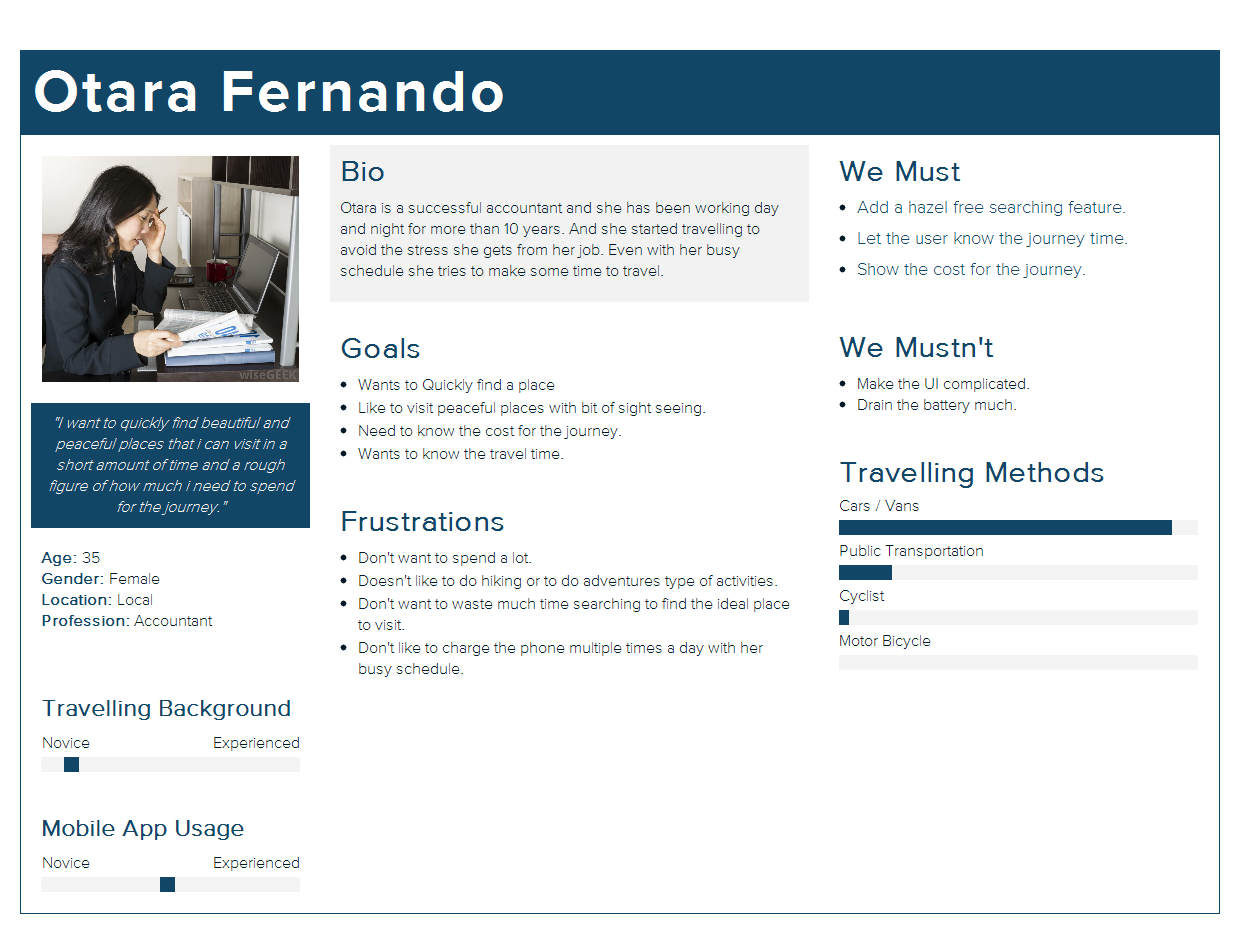 Otara Fernando
wiseGEEK
"I want to quickly find beautiful and
peaceful places that i can visit in a
short amount of time and a rough
figure of how much i need to spend
for the journey."
Age: 35
Gender: Female
Location: Local
Profession: Accountant
Travelling Background
Novice Experienced
Mobile App Usage
Novice Experienced
Bio
Otara is a successful accountant and she has been working day
and night for more than 10 years. And she started travelling to
avoid the stress she gets from her job. Even with her busy
schedule she tries to make some time to travel.
Goals
• Wants to Quickly find a place
• Like to visit peaceful places with bit of sight seeing.
• Need to know the cost for the journey.
• Wants to know the travel time.
Frustrations
• Don't want to spend a lot.
• Doesn't like to do hiking or to do adventures type of activities.
• Don't want to waste much time searching to find the ideal place
to visit.
• Don't like to charge the phone multiple times a day with her
busy schedule.
We Must
• Add a hazel free searching feature.
• Let the user know the journey time.
• Show the cost for the journey.
We Mustn't
• Make the UI complicated.
• Drain the battery much.
Travelling Methods
Cars / Vans
Public Transportation
Cyclist
Motor Bicycle